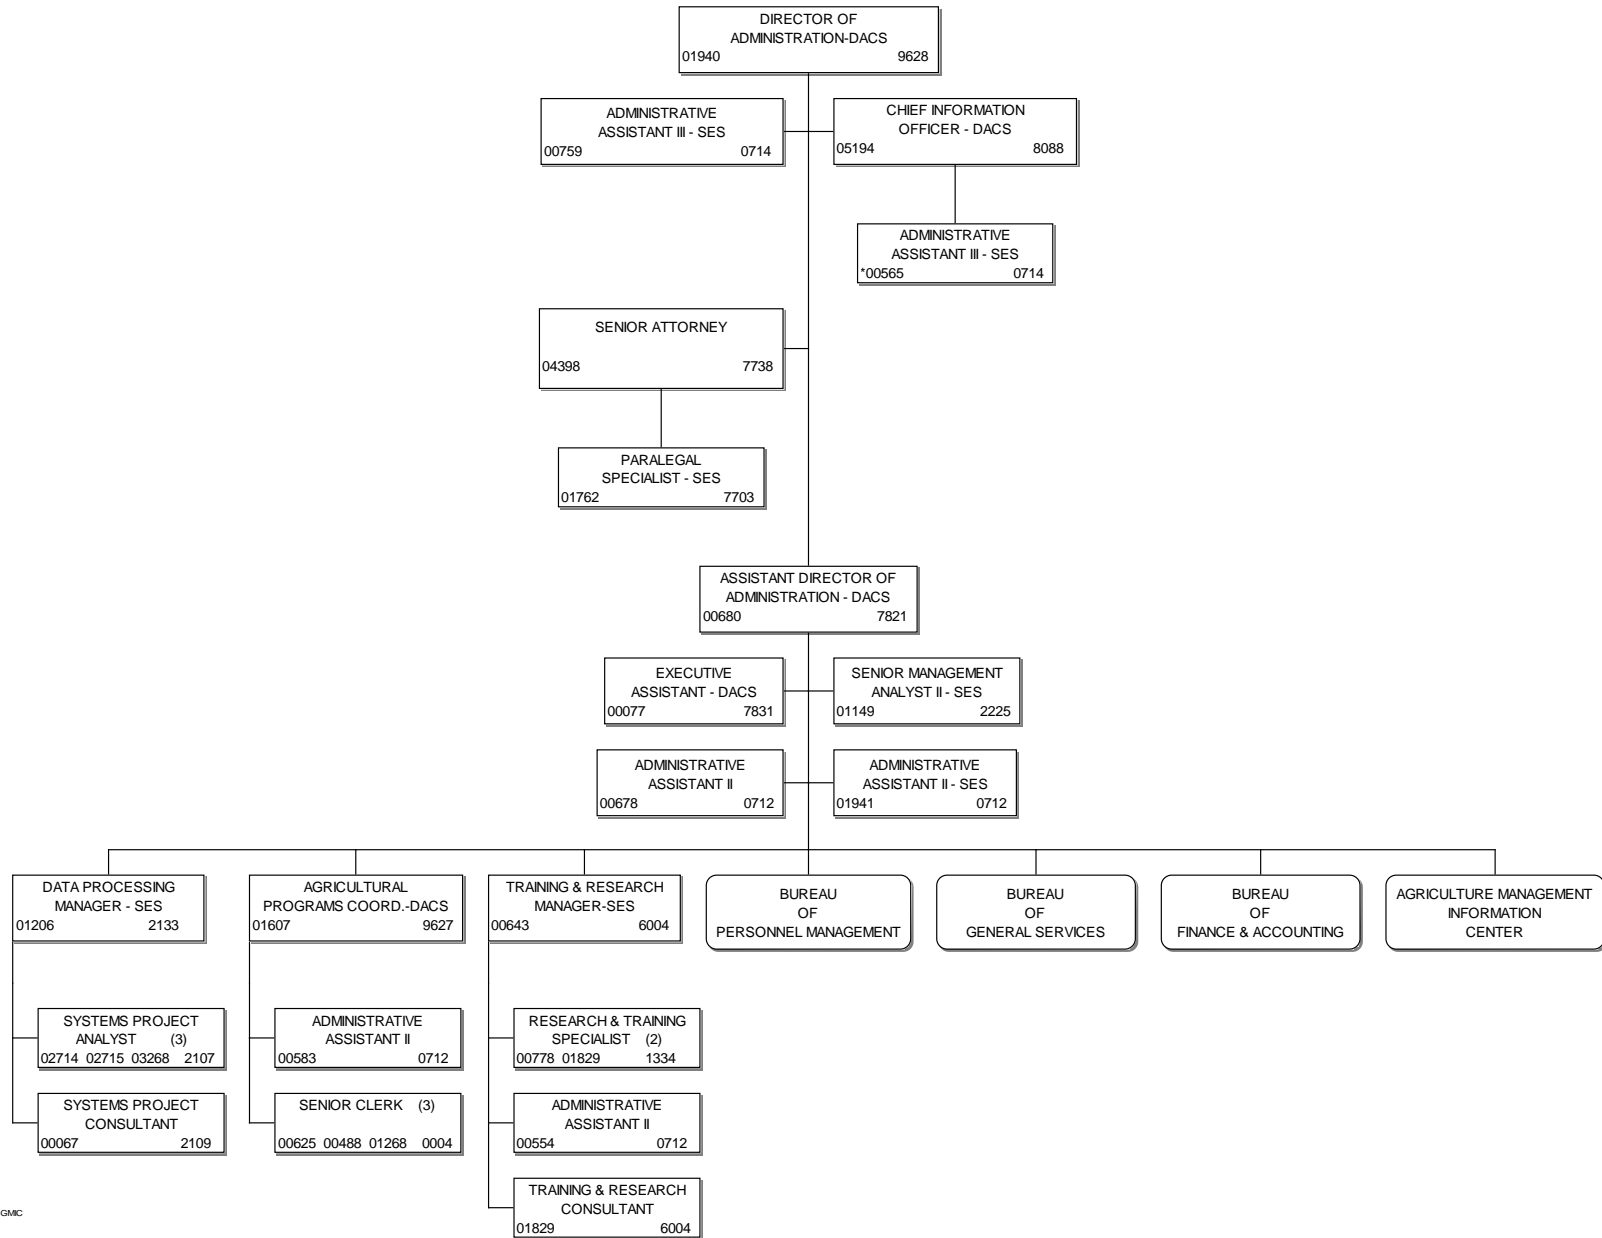 DIRECTOR OF
ADMINISTRATION-DACS
01940 9628
ADMINISTRATIVE
ASSISTANT III - SES
00759 0714
CHIEF INFORMATION
OFFICER - DACS
05194 8088
ADMINISTRATIVE
ASSISTANT III - SES
*00565 0714
SENIOR ATTORNEY
04398 7738
PARALEGAL
SPECIALIST - SES
01762 7703
ASSISTANT DIRECTOR OF
ADMINISTRATION - DACS
00680 7821
EXECUTIVE
ASSISTANT - DACS
00077 7831
SENIOR MANAGEMENT
ANALYST II - SES
01149 2225
ADMINISTRATIVE
ASSISTANT II
00678 0712
ADMINISTRATIVE
ASSISTANT II - SES
01941 0712
DATA PROCESSING
MANAGER - SES
01206 2133
AGRICULTURAL
PROGRAMS COORD.-DACS
01607 9627
TRAINING & RESEARCH
MANAGER-SES
00643 6004
BUREAU
OF
PERSONNEL MANAGEMENT
BUREAU
OF
GENERAL SERVICES
BUREAU
OF
FINANCE & ACCOUNTING
AGRICULTURE MANAGEMENT
INFORMATION
CENTER
SYSTEMS PROJECT
ANALYST (3)
02714 02715 03268 2107
SYSTEMS PROJECT
CONSULTANT
00067 2109
ADMINISTRATIVE
ASSISTANT II
00583 0712
SENIOR CLERK (3)
00625 00488 01268 0004
RESEARCH & TRAINING
SPECIALIST (2)
00778 01829 1334
ADMINISTRATIVE
ASSISTANT II
00554 0712
TRAINING & RESEARCH
CONSULTANT
01829 6004
GMIC